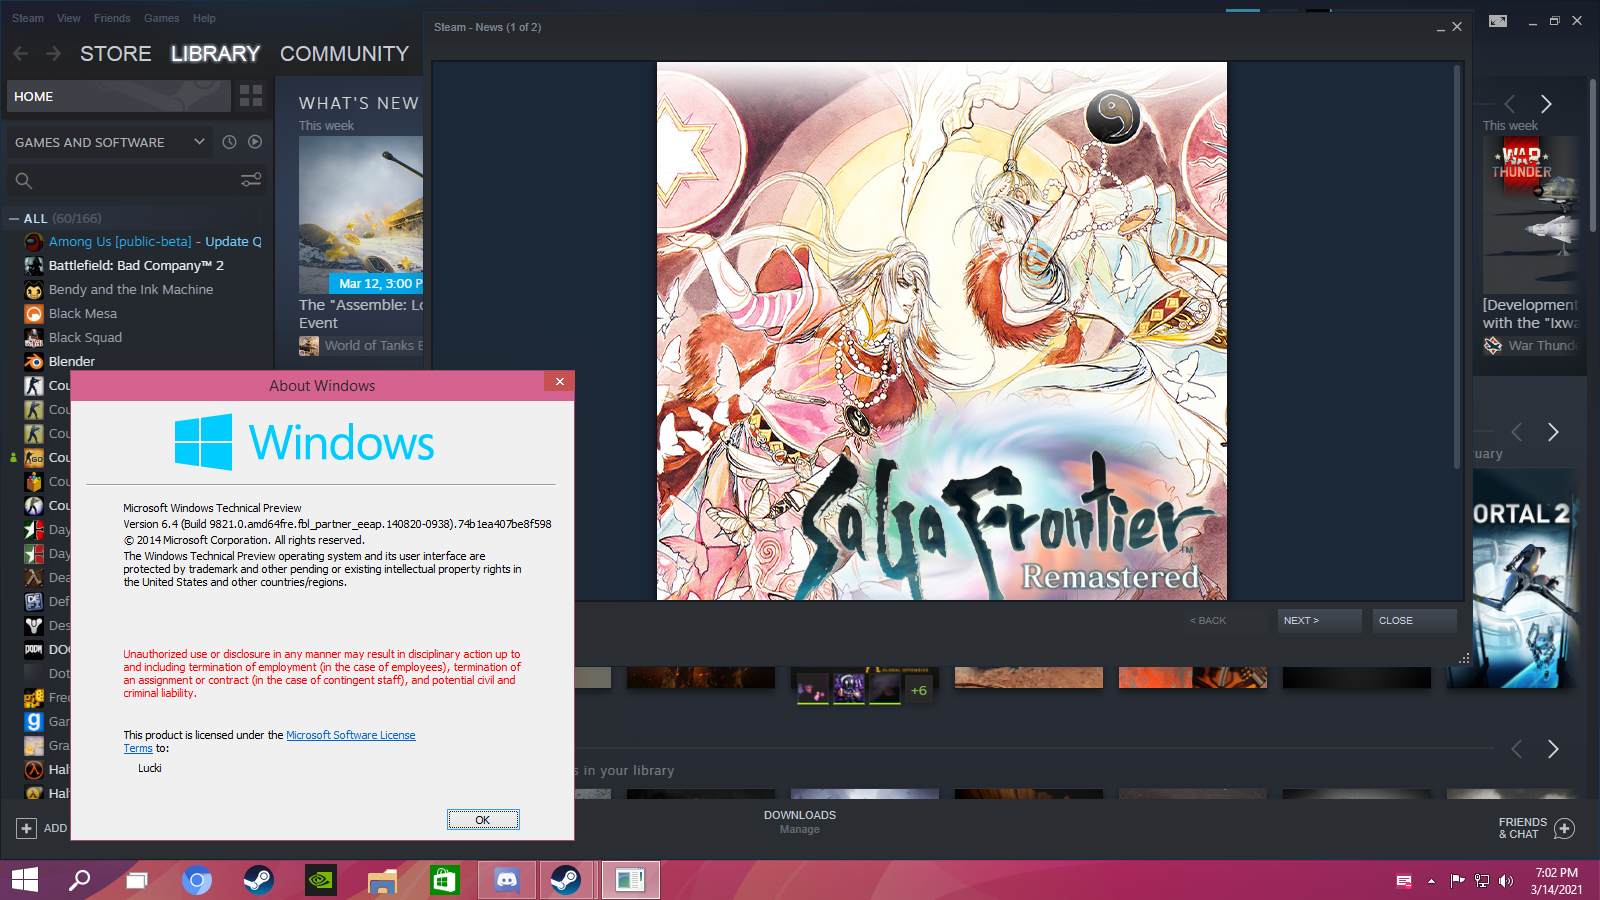 Steam View Friends Games Help
STORE LIBRARY COMMUNITY
HOME
GAMES AND SOFTWARE
ALL (60/166)
Among Us [public-beta] - Update Q
Battlefield: Bad Company™ 2
Bendy and the Ink Machine
Black Mesa
Black Squad
Blender
Cou
Cou
Cou
Cou
Cou
Cou
Day
Day
Dea
Def
Des
DOO
Dot
Free
Gar
Gra
Half
Half
ADD
WHAT'S NEW
This week
Mar 12, 3:00 P
The "Assemble: Lo
Event
World of Tanks B
Steam - News (1 of 2)
SaGa Frontier
™
Remastered
< BACK
NEXT >
CLOSE
This week
WAR
THUNDER
[Development
with the "Ixwa
War Thunde
uary
ORTAL 2
GLOBAL OFFENSIVE
+6
s in your library
DOWNLOADS
Manage
FRIENDS
& CHAT
About Windows
Windows
Microsoft Windows Technical Preview
Version 6.4 (Build 9821.0.amd64fre.fbl_partner_eeap.140820-0938).74b1ea407be8f598
© 2014 Microsoft Corporation. All rights reserved.
The Windows Technical Preview operating system and its user interface are
protected by trademark and other pending or existing intellectual property rights in
the United States and other countries/regions.
Unauthorized use or disclosure in any manner may result in disciplinary action up to
and including termination of employment (in the case of employees), termination of
an assignment or contract (in the case of contingent staff), and potential civil and
criminal liability.
This product is licensed under the Microsoft Software License
Terms to:
Lucki
OK
7:02 PM
3/14/2021